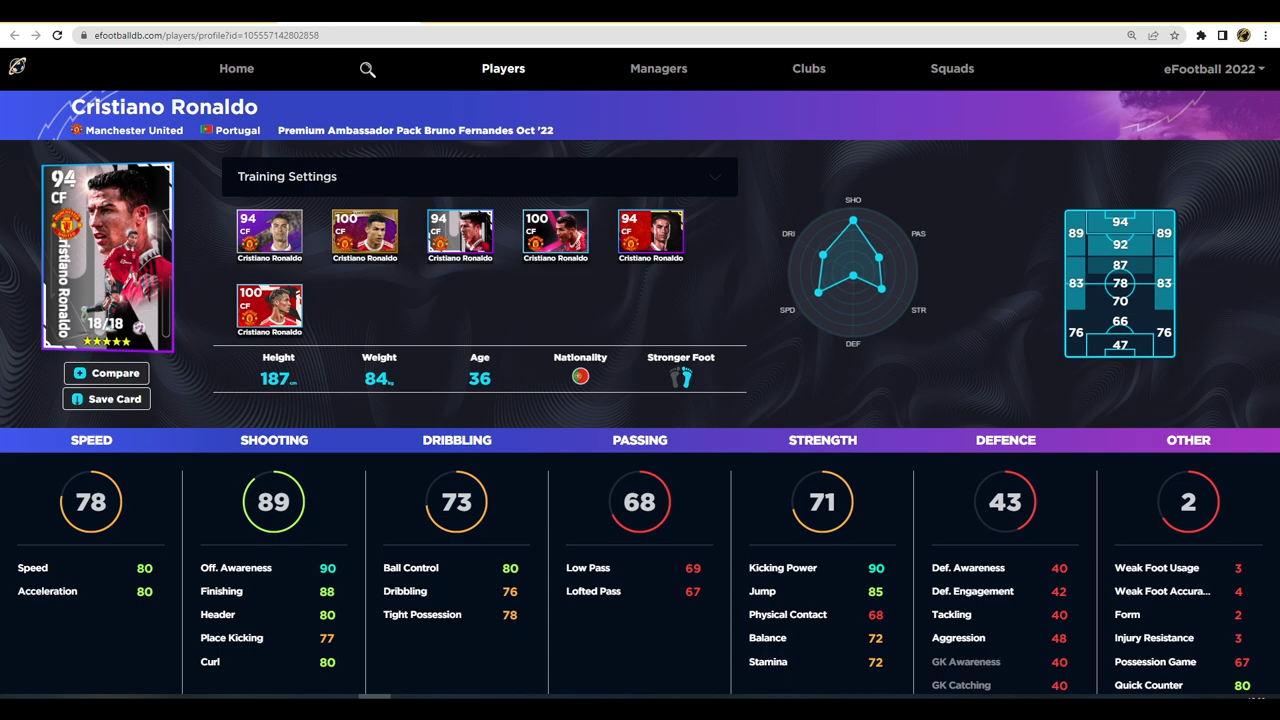 efootballdb.com/players/profile?id=105557142802858
Home
Players
Managers
Clubs
Squads
eFootball 2022
Cristiano Ronaldo
Manchester United
Portugal
Premium Ambassador Pack Bruno Fernandes Oct '22
94
CF
Cristiano Ronaldo
18/18
Compare
Save Card
Training Settings
94 CF Cristiano Ronaldo
100 CF Cristiano Ronaldo
94 CF Cristiano Ronaldo
100 CF Cristiano Ronaldo
94 CF Cristiano Ronaldo
100 CF Cristiano Ronaldo
Height Weight Age Nationality Stronger Foot
187cm 84kg 36
SHO
DRI PAS
SPD STR
DEF
94
89 89
92
87
83 78 83
70
66
76 76
47
SPEED SHOOTING DRIBBLING PASSING STRENGTH DEFENCE OTHER
78 89 73 68 71 43 2
Speed 80
Acceleration 80
Off. Awareness 90
Finishing 88
Header 80
Place Kicking 77
Curl 80
Ball Control 80
Dribbling 76
Tight Possession 78
Low Pass 69
Lofted Pass 67
Kicking Power 90
Jump 85
Physical Contact 68
Balance 72
Stamina 72
Def. Awareness 40
Def. Engagement 42
Tackling 40
Aggression 48
GK Awareness 40
GK Catching 40
Weak Foot Usage 3
Weak Foot Accura... 4
Form 2
Injury Resistance 3
Possession Game 67
Quick Counter 80